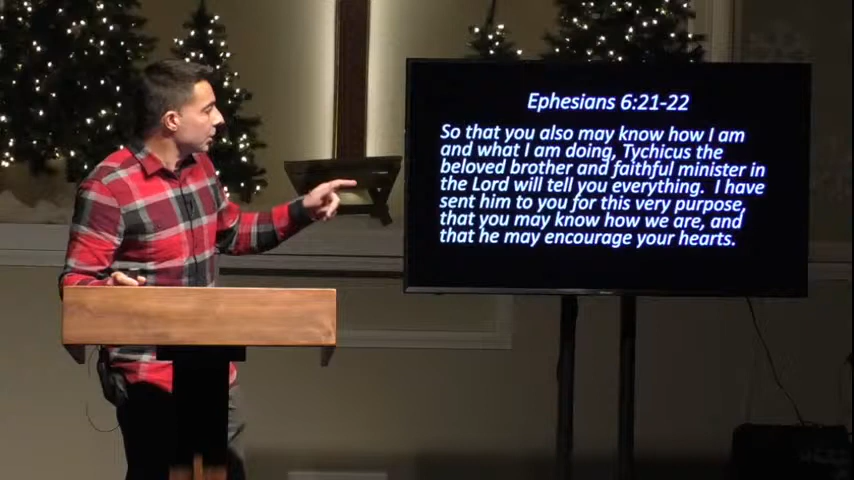 Ephesians 6:21-22
So that you also may know how I am
and what I am doing, Tychicus the
beloved brother and faithful minister in
the Lord will tell you everything.  I have
sent him to you for this very purpose,
that you may know how we are, and
that he may encourage your hearts.